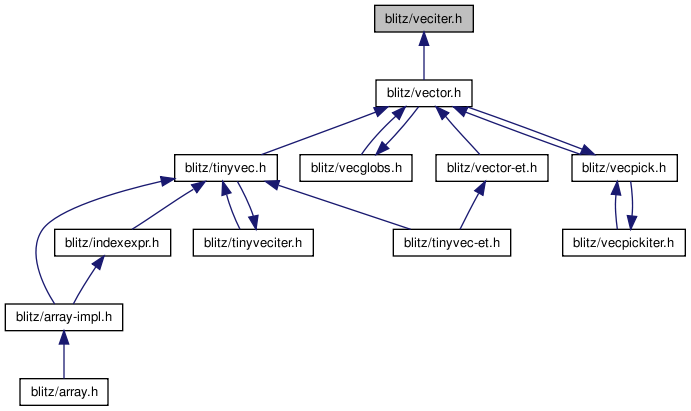 blitz/veciter.h
blitz/vector.h
blitz/tinyvec.h
blitz/vecglobs.h
blitz/vector-et.h
blitz/vecpick.h
blitz/indexexpr.h
blitz/tinyveciter.h
blitz/tinyvec-et.h
blitz/vecpickiter.h
blitz/array-impl.h
blitz/array.h